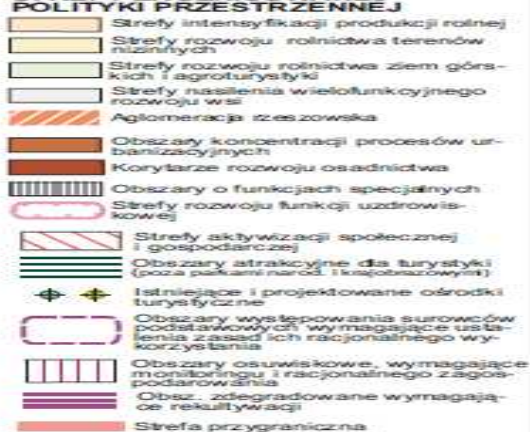 POLITYKI PRZESTRZENNEJ
Strefy intensyfikacji produkcji rolnej
Strefy rozwoju rolnictwa terenów
nizinnych
Strefy rozwoju rolnictwa ziem górs-
kich i agroturystyki
Strefy nasilenia wielofunkcyjnego
rozwoju wsi
Aglomeracja rzeszowska
Obszary koncentracji procesów ur-
banizacyjnych
Korytarze rozwoju osadnictwa
Obszary o funkcjach specjalnych
Strefy rozwoju funkcji uzdrowis-
kowej
Strefy aktywizacji społecznej
i gospodarczej
Obszary atrakcyjne dla turystyki
(poza parkami narod. i krajobrazowymi)
Istniejące i projektowane ośrodki
turystyczne
Obszary występowania surowców
podstawowych wymagające usta-
lenia zasad ich racjonalnego wy-
korzystania
Obszary osuwiskowe, wymagające
monitoringu i racjonalnego zagos-
podarowania
Obsz. zdegradowane wymagają-
ce rekultywacji
Strefa przygraniczna